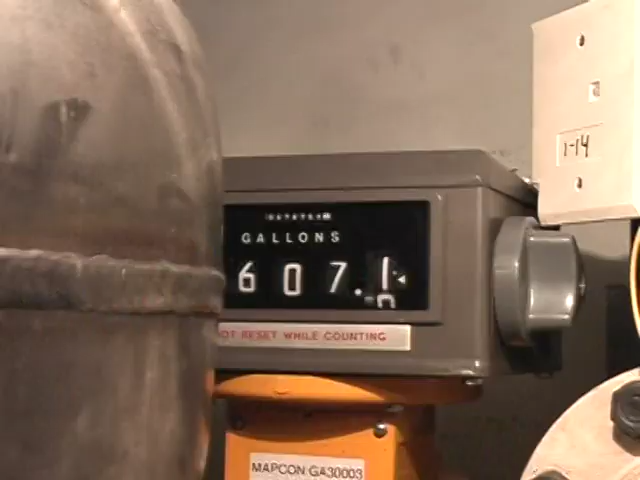 GALLONS
607.1
OT RESET WHILE COUNTING
MAPCON GA30003
1-14